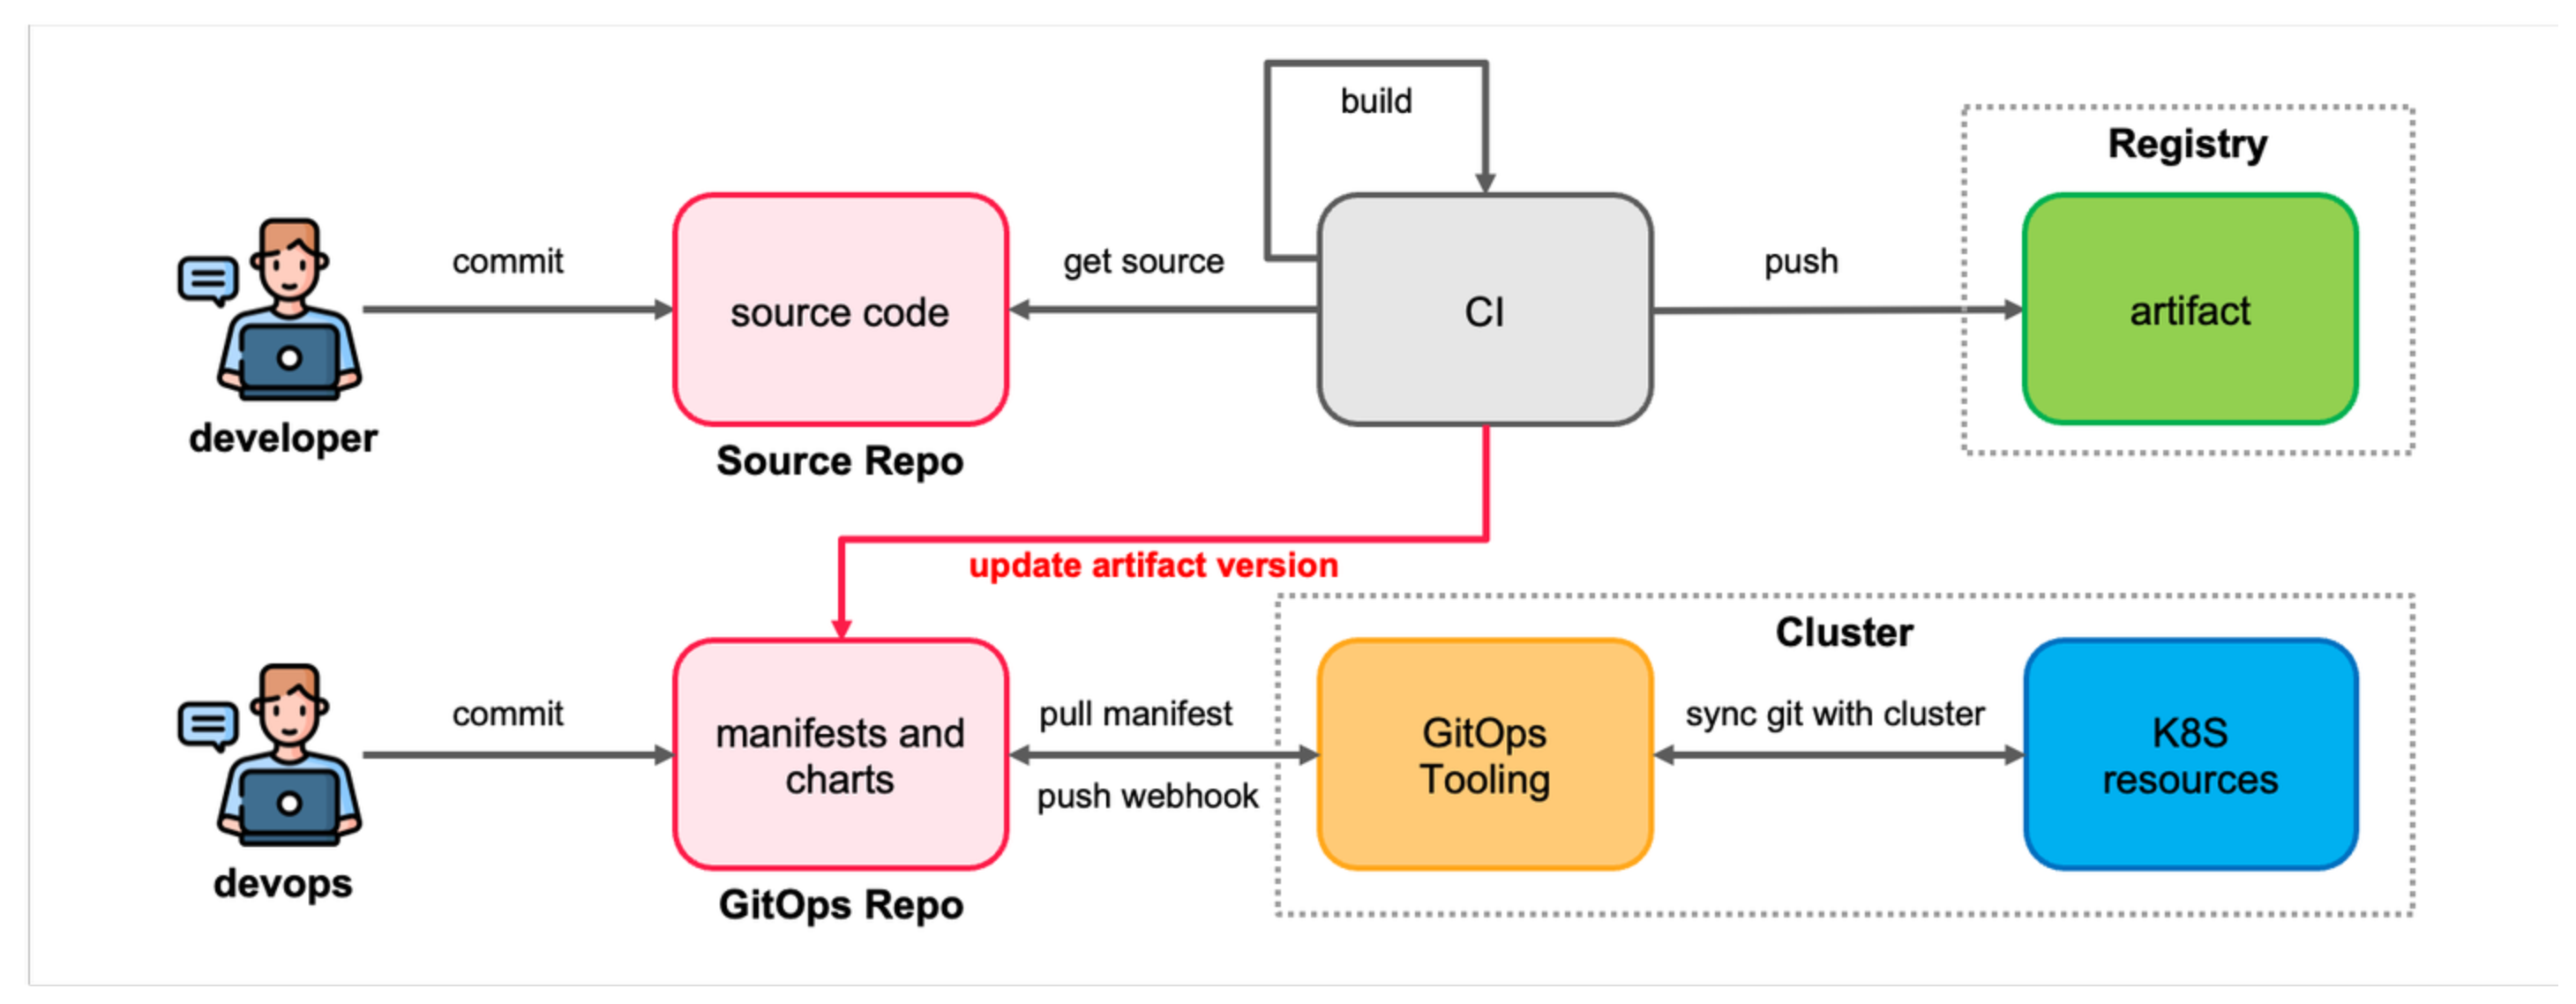 build
Registry
commit
get source
push
source code
CI
artifact
developer
Source Repo
update artifact version
Cluster
commit
pull manifest
sync git with cluster
manifests and
charts
GitOps
Tooling
K8S
resources
push webhook
devops
GitOps Repo